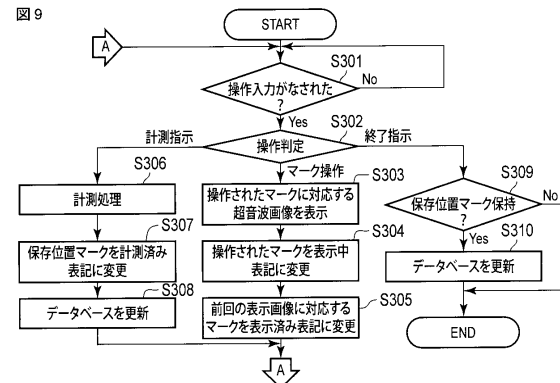 図 9
START
A
S301
操作入力がなされた
?
No
Yes
S302
操作判定
計測指示
マーク操作
終了指示
S306
計測処理
S303
操作されたマークに対応する
超音波画像を表示
S309
保存位置マーク保持
?
No
Yes
S307
保存位置マークを計測済み
表記に変更
S304
操作されたマークを表示中
表記に変更
S310
データベースを更新
S308
データベースを更新
S305
前回の表示画像に対応する
マークを表示済み表記に変更
END
A